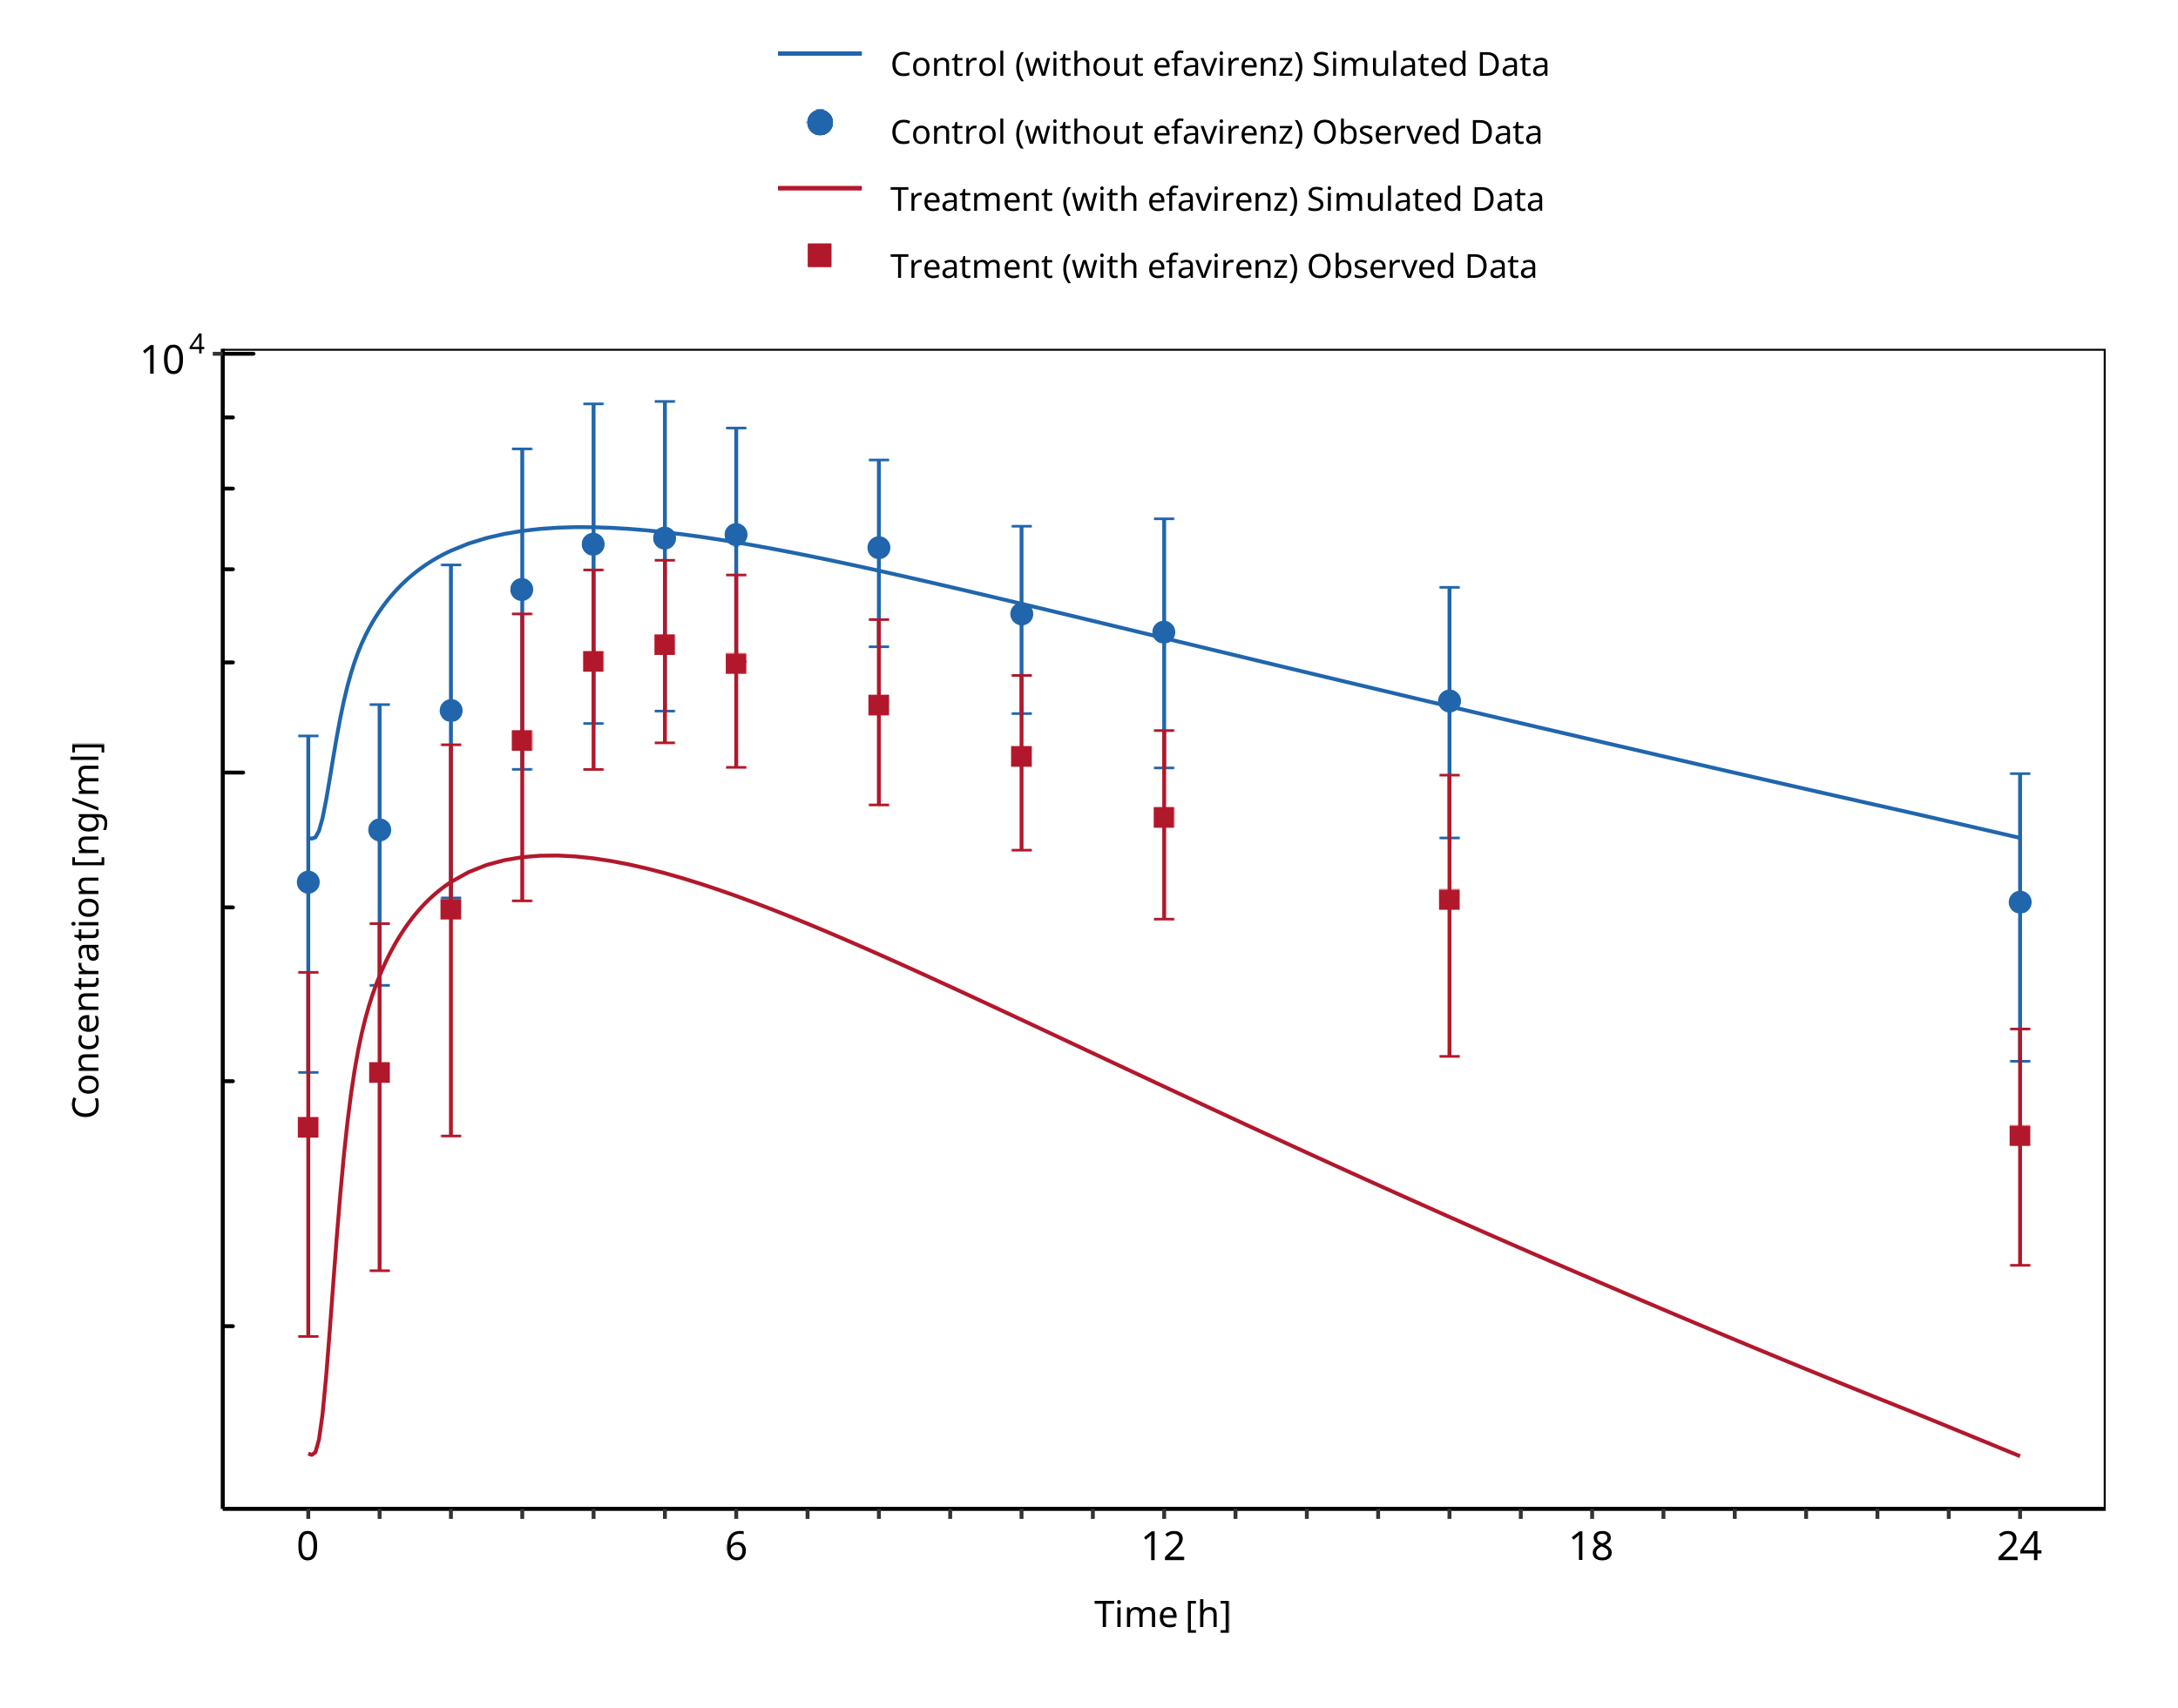 Control (without efavirenz) Simulated Data
Control (without efavirenz) Observed Data
Treatment (with efavirenz) Simulated Data
Treatment (with efavirenz) Observed Data
10^4
Concentration [ng/ml]
0 6 12 18 24
Time [h]